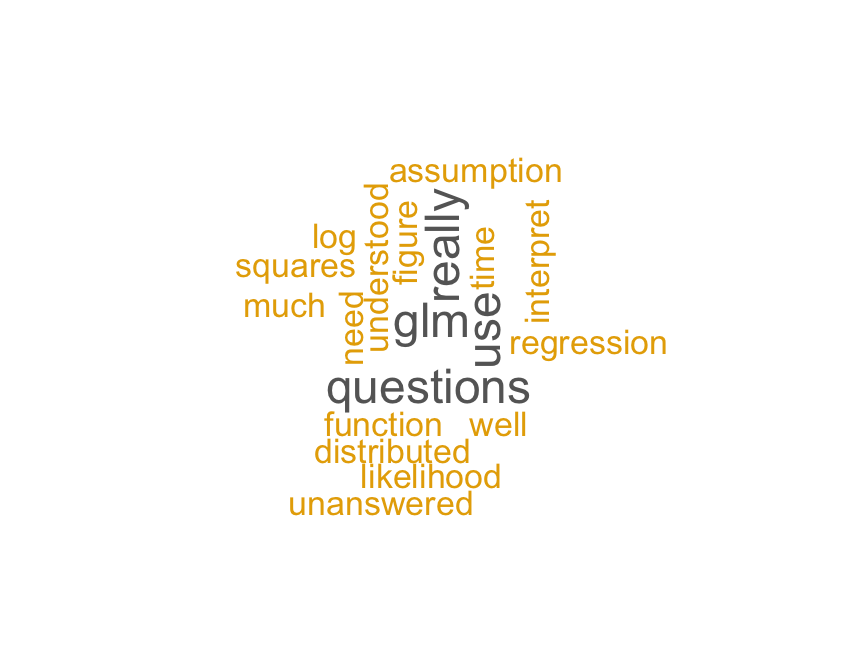 assumption
really
understood
figure
interpret
log
time
squares
need
much
use
glm
regression
questions
function
well
distributed
likelihood
unanswered